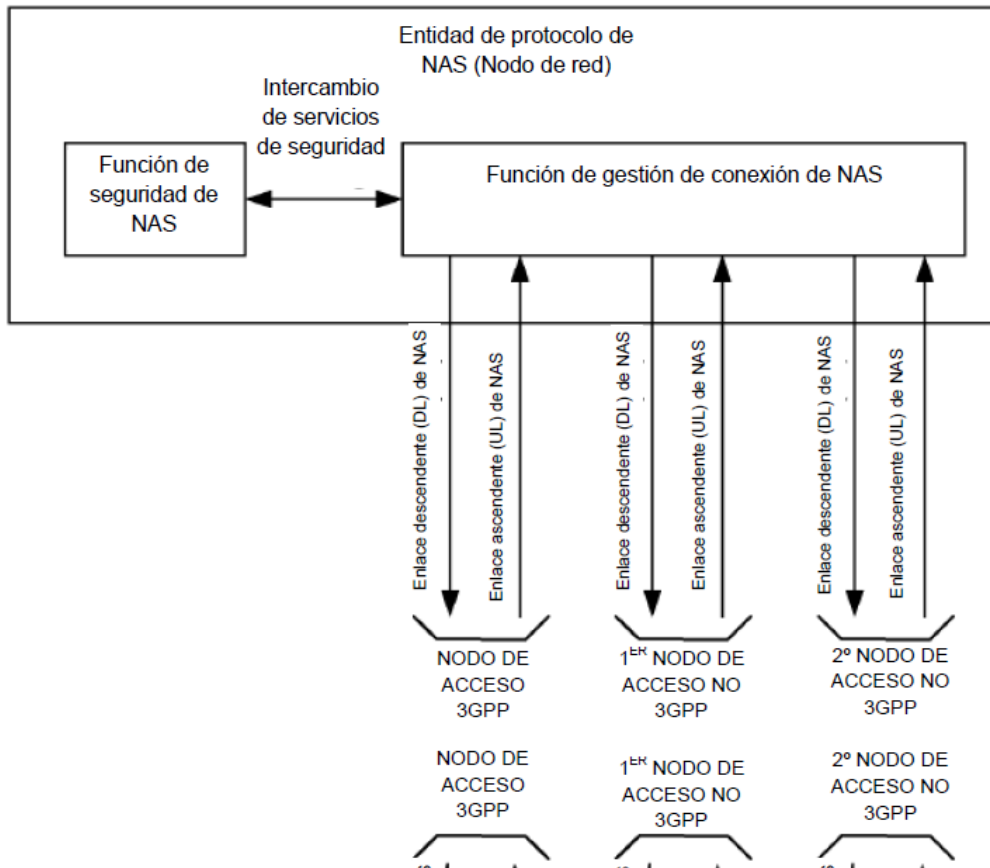 Entidad de protocolo de
NAS (Nodo de red)
Intercambio
de servicios
de seguridad
Función de
seguridad de
NAS
Función de gestión de conexión de NAS
Enlace descendente (DL) de NAS
Enlace ascendente (UL) de NAS
Enlace descendente (DL) de NAS
Enlace ascendente (UL) de NAS
Enlace descendente (DL) de NAS
Enlace ascendente (UL) de NAS
NODO DE
ACCESO
3GPP
1ER NODO DE
ACCESO NO
3GPP
2º NODO DE
ACCESO NO
3GPP
NODO DE
ACCESO
3GPP
1ER NODO DE
ACCESO NO
3GPP
2º NODO DE
ACCESO NO
3GPP